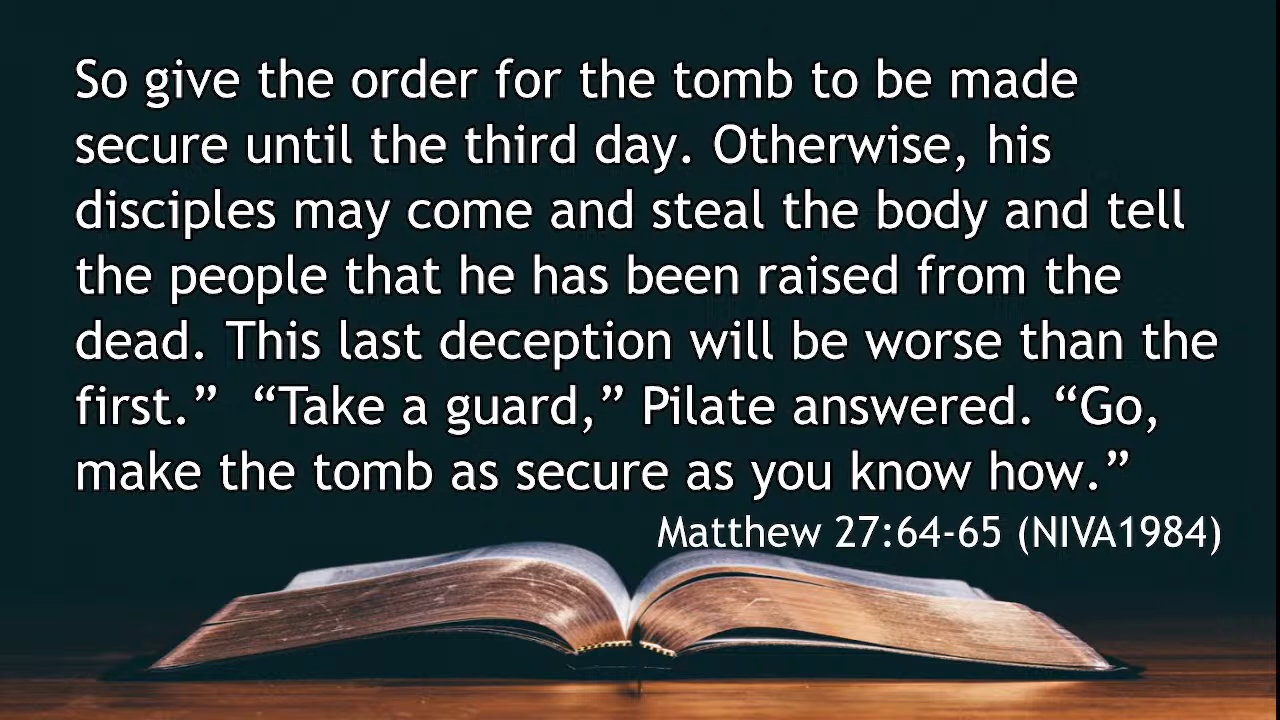 So give the order for the tomb to be made
secure until the third day. Otherwise, his
disciples may come and steal the body and tell
the people that he has been raised from the
dead. This last deception will be worse than the
first.”  “Take a guard,” Pilate answered. “Go,
make the tomb as secure as you know how.”
Matthew 27:64-65 (NIVA1984)